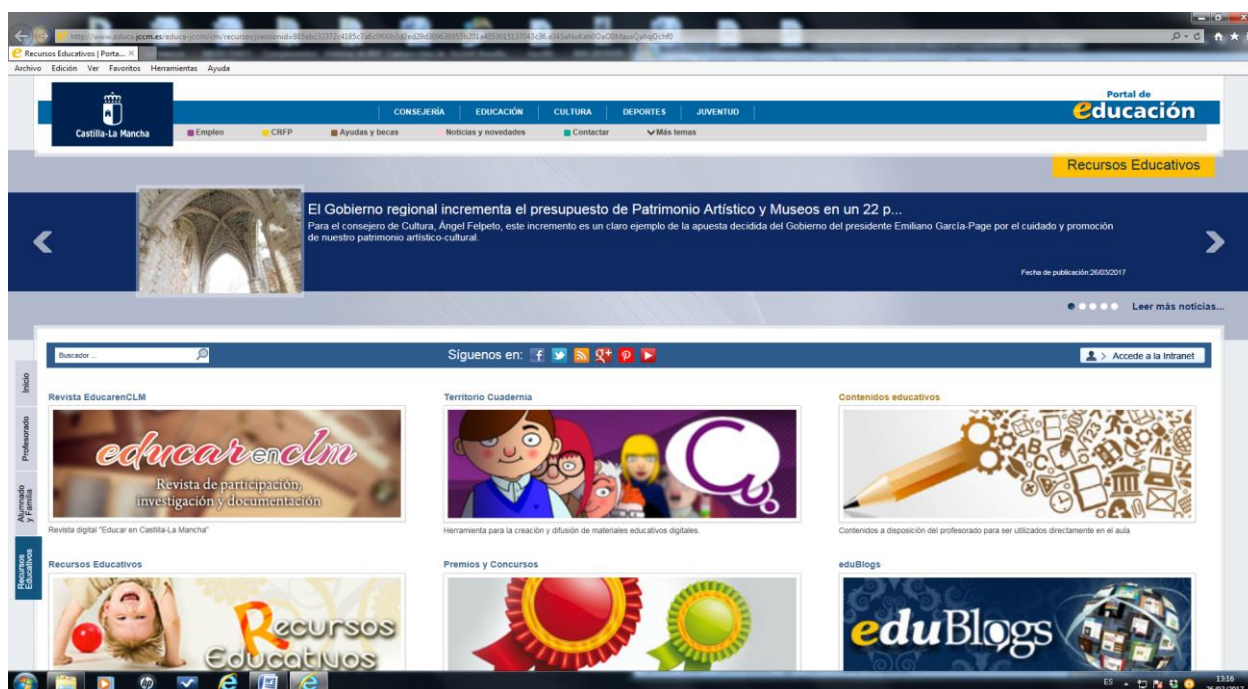 Recursos Educativos | Porta...
Archivo Edición Ver Favoritos Herramientas Ayuda
Portal de
educación
CONSEJERÍA EDUCACIÓN CULTURA DEPORTES JUVENTUD
Castilla-La Mancha
Empleo CRFP Ayudas y becas Noticias y novedades Contactar Más temas
Recursos Educativos
El Gobierno regional incrementa el presupuesto de Patrimonio Artístico y Museos en un 22 p...
Para el consejero de Cultura, Ángel Felpeto, este incremento es un claro ejemplo de la apuesta decidida del Gobierno del presidente Emiliano García-Page por el cuidado y promoción
de nuestro patrimonio artístico-cultural.
Fecha de publicación:26/03/2017
Leer más noticias...
Buscador ...
Síguenos en:
> Accede a la Intranet
Inicio
Profesorado
Alumnado
y Familia
Recursos
Educativos
Revista EducarenCLM
educarenclm
Revista de participación,
investigación y documentación
Revista digital "Educar en Castilla-La Mancha"
Territorio Cuadernia
Herramienta para la creación y difusión de materiales educativos digitales.
Contenidos educativos
ABC
123
Contenidos a disposición del profesorado para ser utilizados directamente en el aula
Recursos Educativos
Recursos
Educativos
Premios y Concursos
eduBlogs
eduBlogs
ES
13:16
26/03/2017